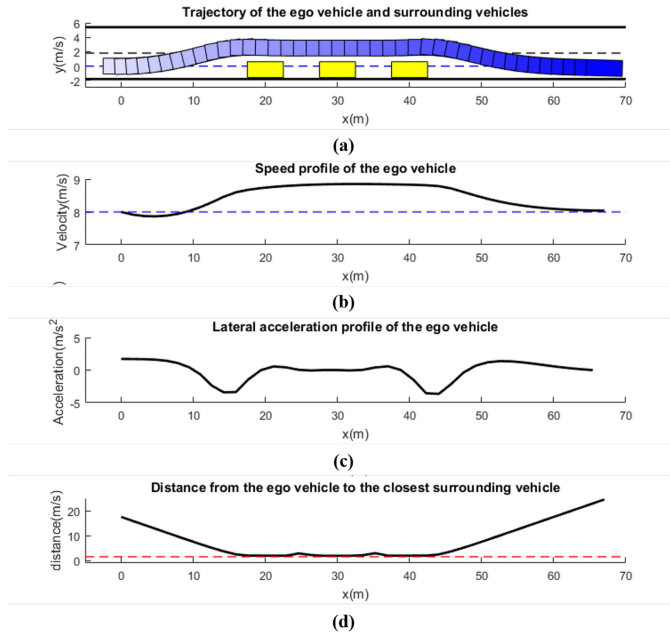 Trajectory of the ego vehicle and surrounding vehicles
y(m/s)
6
4
2
0
-2
0 10 20 30 40 50 60 70
x(m)
(a)
Speed profile of the ego vehicle
Velocity(m/s)
9
8
7
0 10 20 30 40 50 60 70
x(m)
)
(b)
Lateral acceleration profile of the ego vehicle
Acceleration(m/s2
5
0
-5
0 10 20 30 40 50 60 70
x(m)
(c)
Distance from the ego vehicle to the closest surrounding vehicle
distance(m/s)
20
10
0
0 10 20 30 40 50 60 70
x(m)
(d)